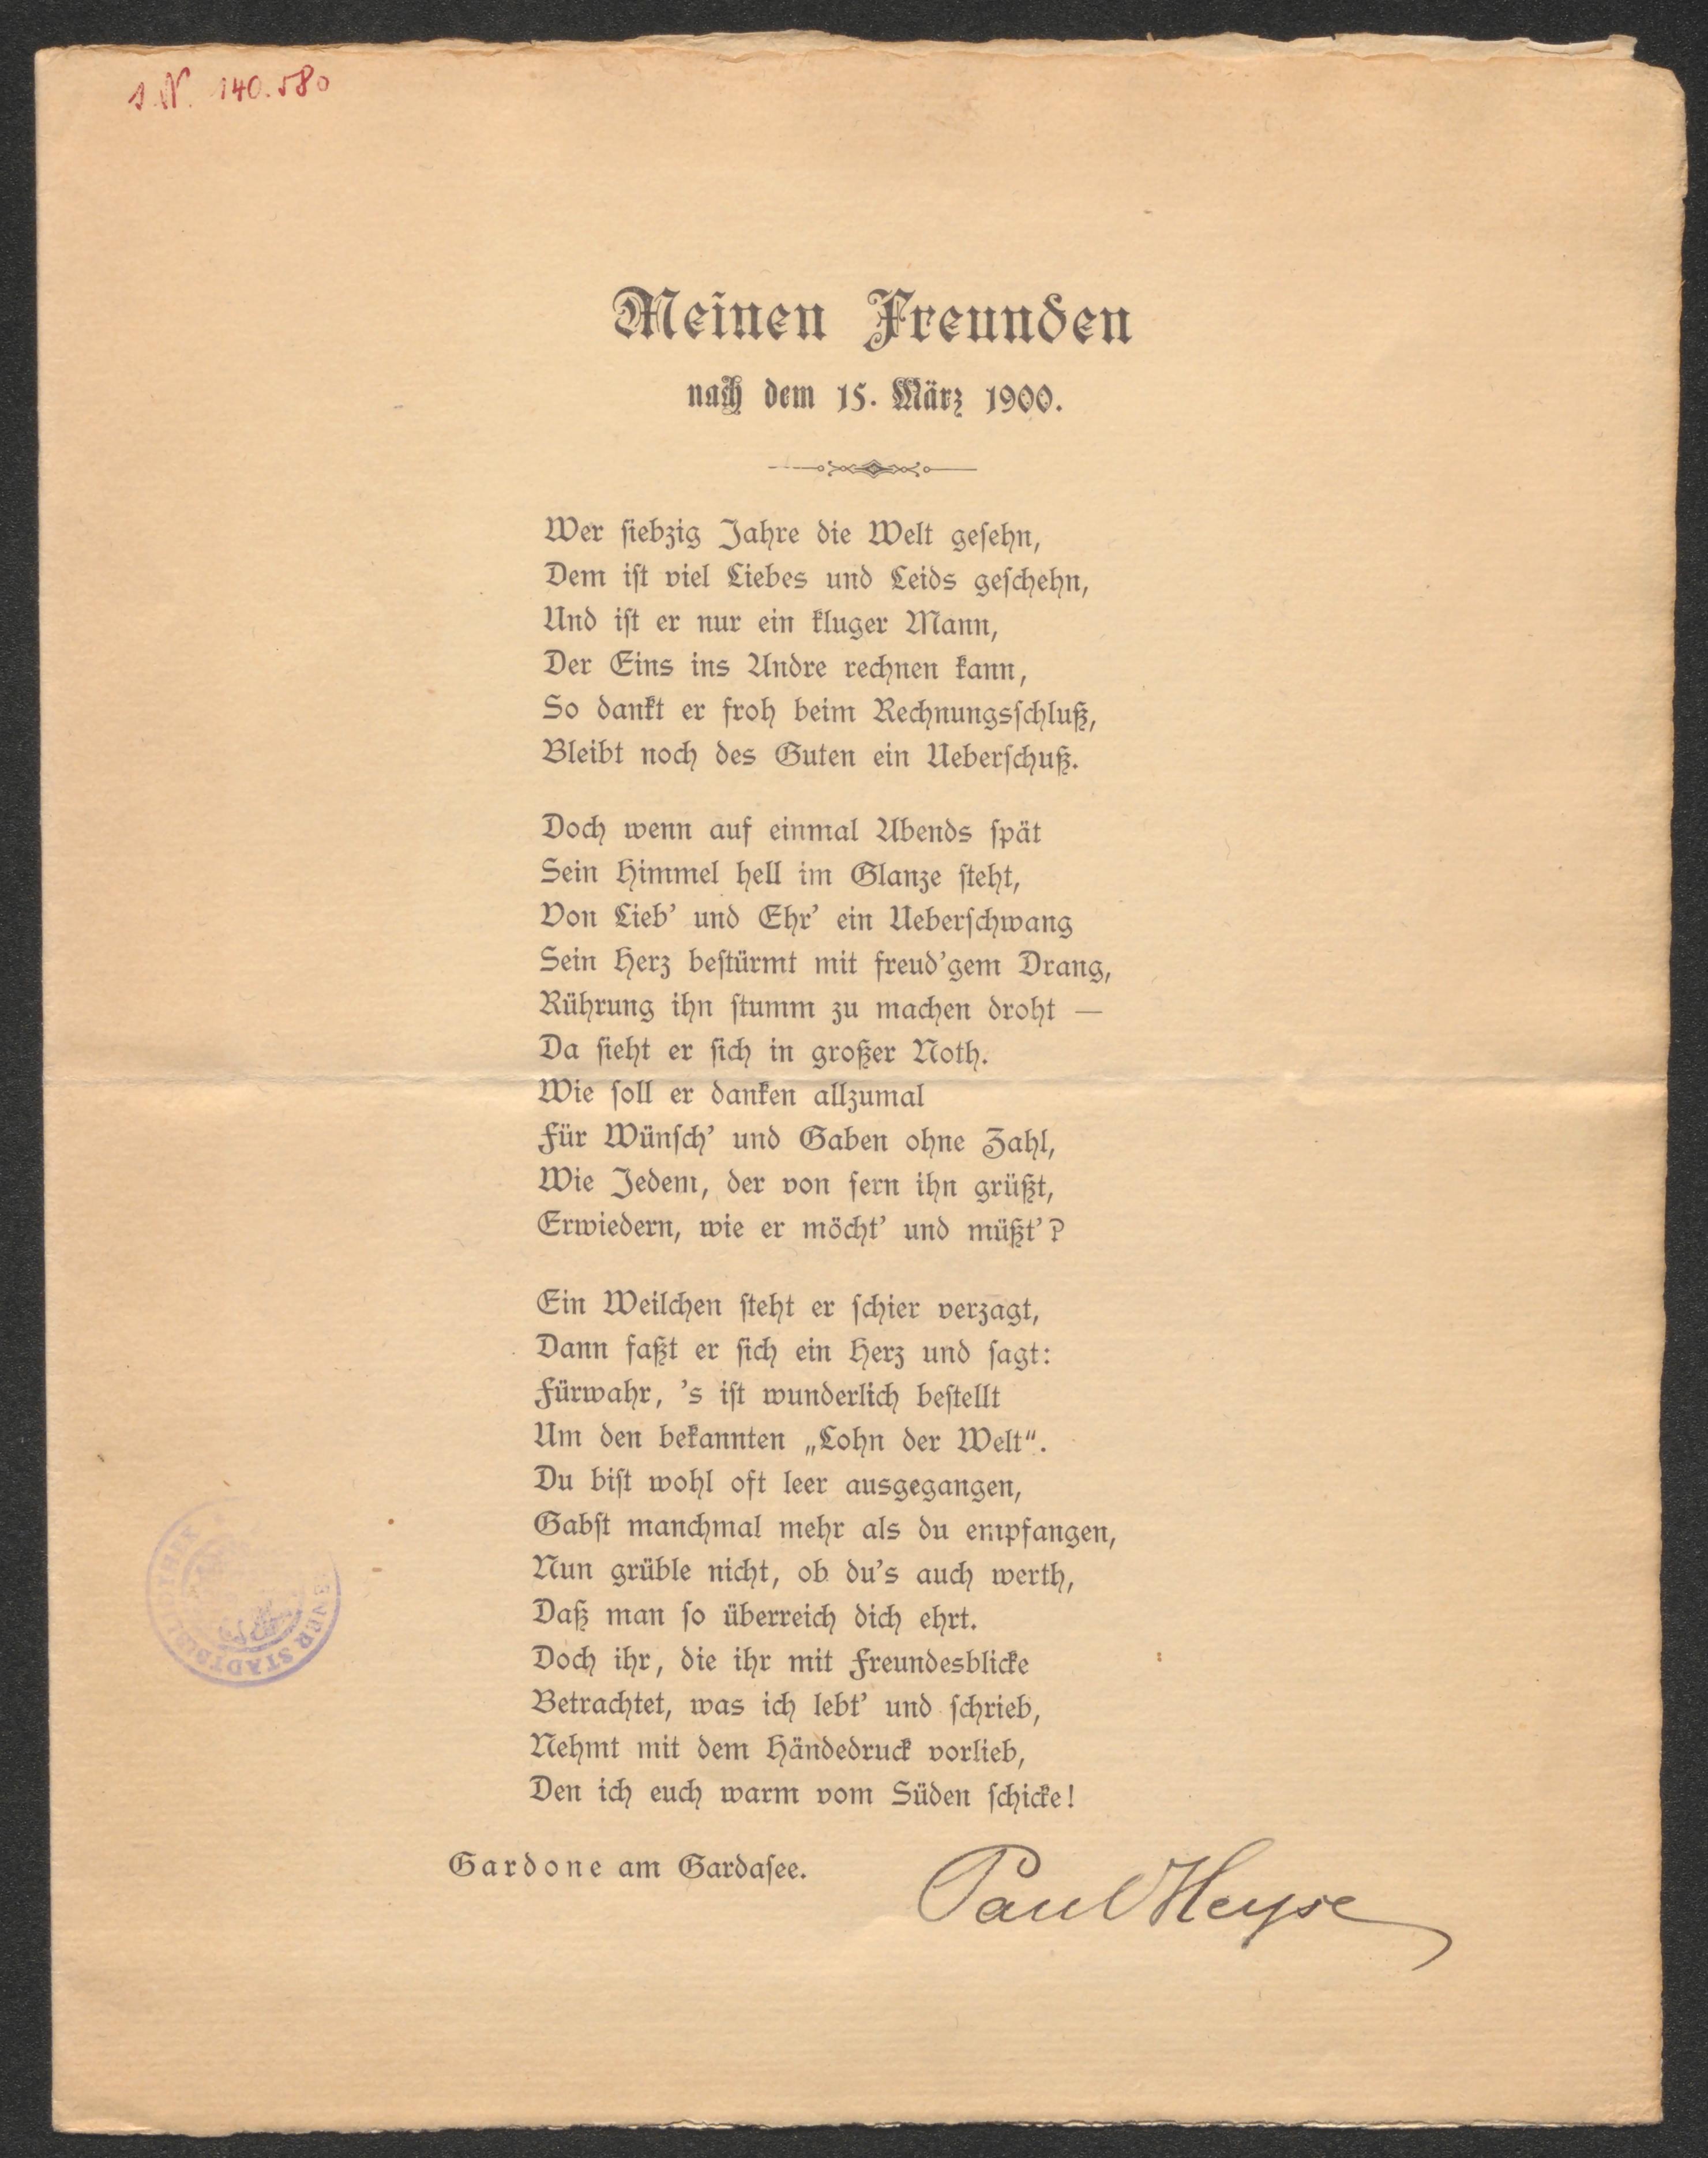 J.N. 140.580
Meinen Freunden
nach dem 15. März 1900.
Wer siebzig Jahre die Welt gesehn,
Dem ist viel Liebes und Leids geschehn,
Und ist er nur ein kluger Mann,
Der Eins ins Andre rechnen kann,
So dankt er froh beim Rechnungsschluß,
Bleibt noch des Guten ein Ueberschuß.
Doch wenn auf einmal Abends spät
Sein Himmel hell im Glanze steht,
Von Lieb' und Ehr' ein Ueberschwang
Sein Herz bestürmt mit freud'gem Drang,
Rührung ihn stumm zu machen droht —
Da sieht er sich in großer Noth.
Wie soll er danken allzumal
Für Wünsch' und Gaben ohne Zahl,
Wie Jedem, der von fern ihn grüßt,
Erwiedern, wie er möcht' und müßt'?
Ein Weilchen steht er schier verzagt,
Dann faßt er sich ein Herz und sagt:
Fürwahr, 's ist wunderlich bestellt
Um den bekannten „Lohn der Welt“.
Du bist wohl oft leer ausgegangen,
Gabst manchmal mehr als du empfangen,
Nun grüble nicht, ob du's auch werth,
Daß man so überreich dich ehrt.
Doch ihr, die ihr mit Freundesblicke
Betrachtet, was ich lebt' und schrieb,
Nehmt mit dem Händedruck vorlieb,
Den ich euch warm vom Süden schicke!
Gardone am Gardasee.
Paul Heyse